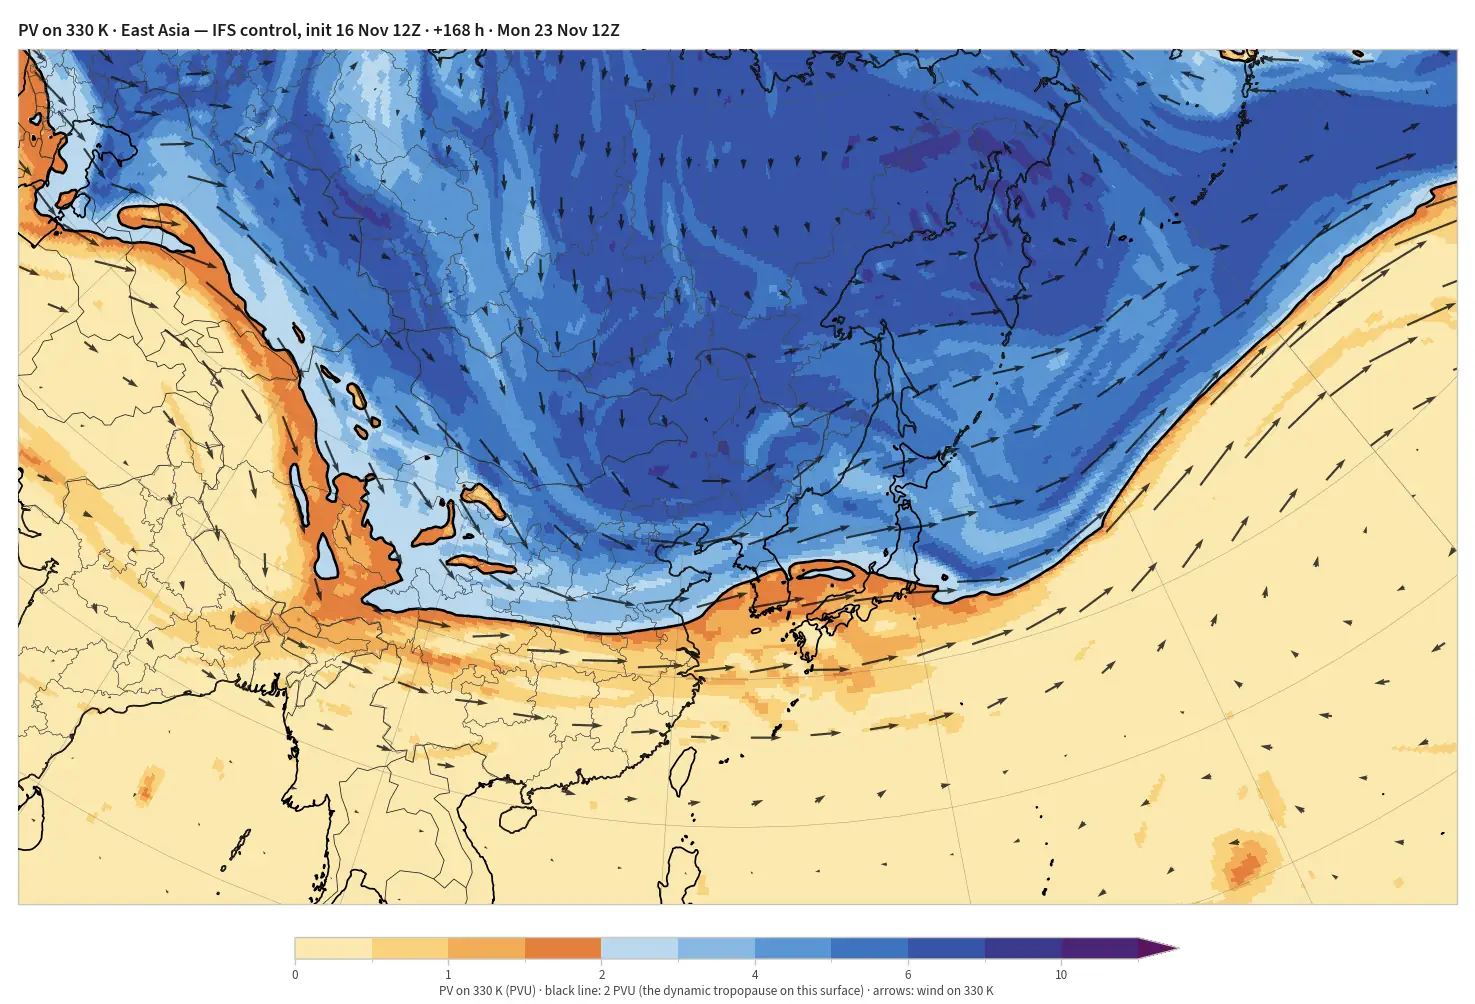 PV on 330 K · East Asia — IFS control, init 16 Nov 12Z · +168 h · Mon 23 Nov 12Z
0 1 2 4 6 10
PV on 330 K (PVU) · black line: 2 PVU (the dynamic tropopause on this surface) · arrows: wind on 330 K